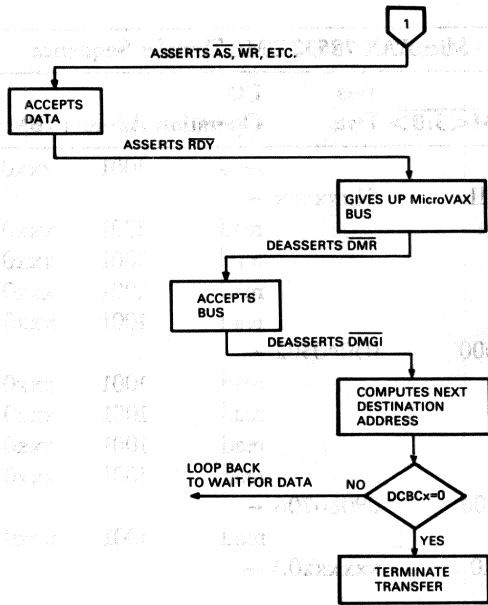 1
ASSERTS AS, WR, ETC.
ACCEPTS
DATA
ASSERTS RDY
GIVES UP MicroVAX
BUS
DEASSERTS DMR
ACCEPTS
BUS
DEASSERTS DMGI
COMPUTES NEXT
DESTINATION
ADDRESS
LOOP BACK
TO WAIT FOR DATA
NO
DCBCx=0
YES
TERMINATE
TRANSFER